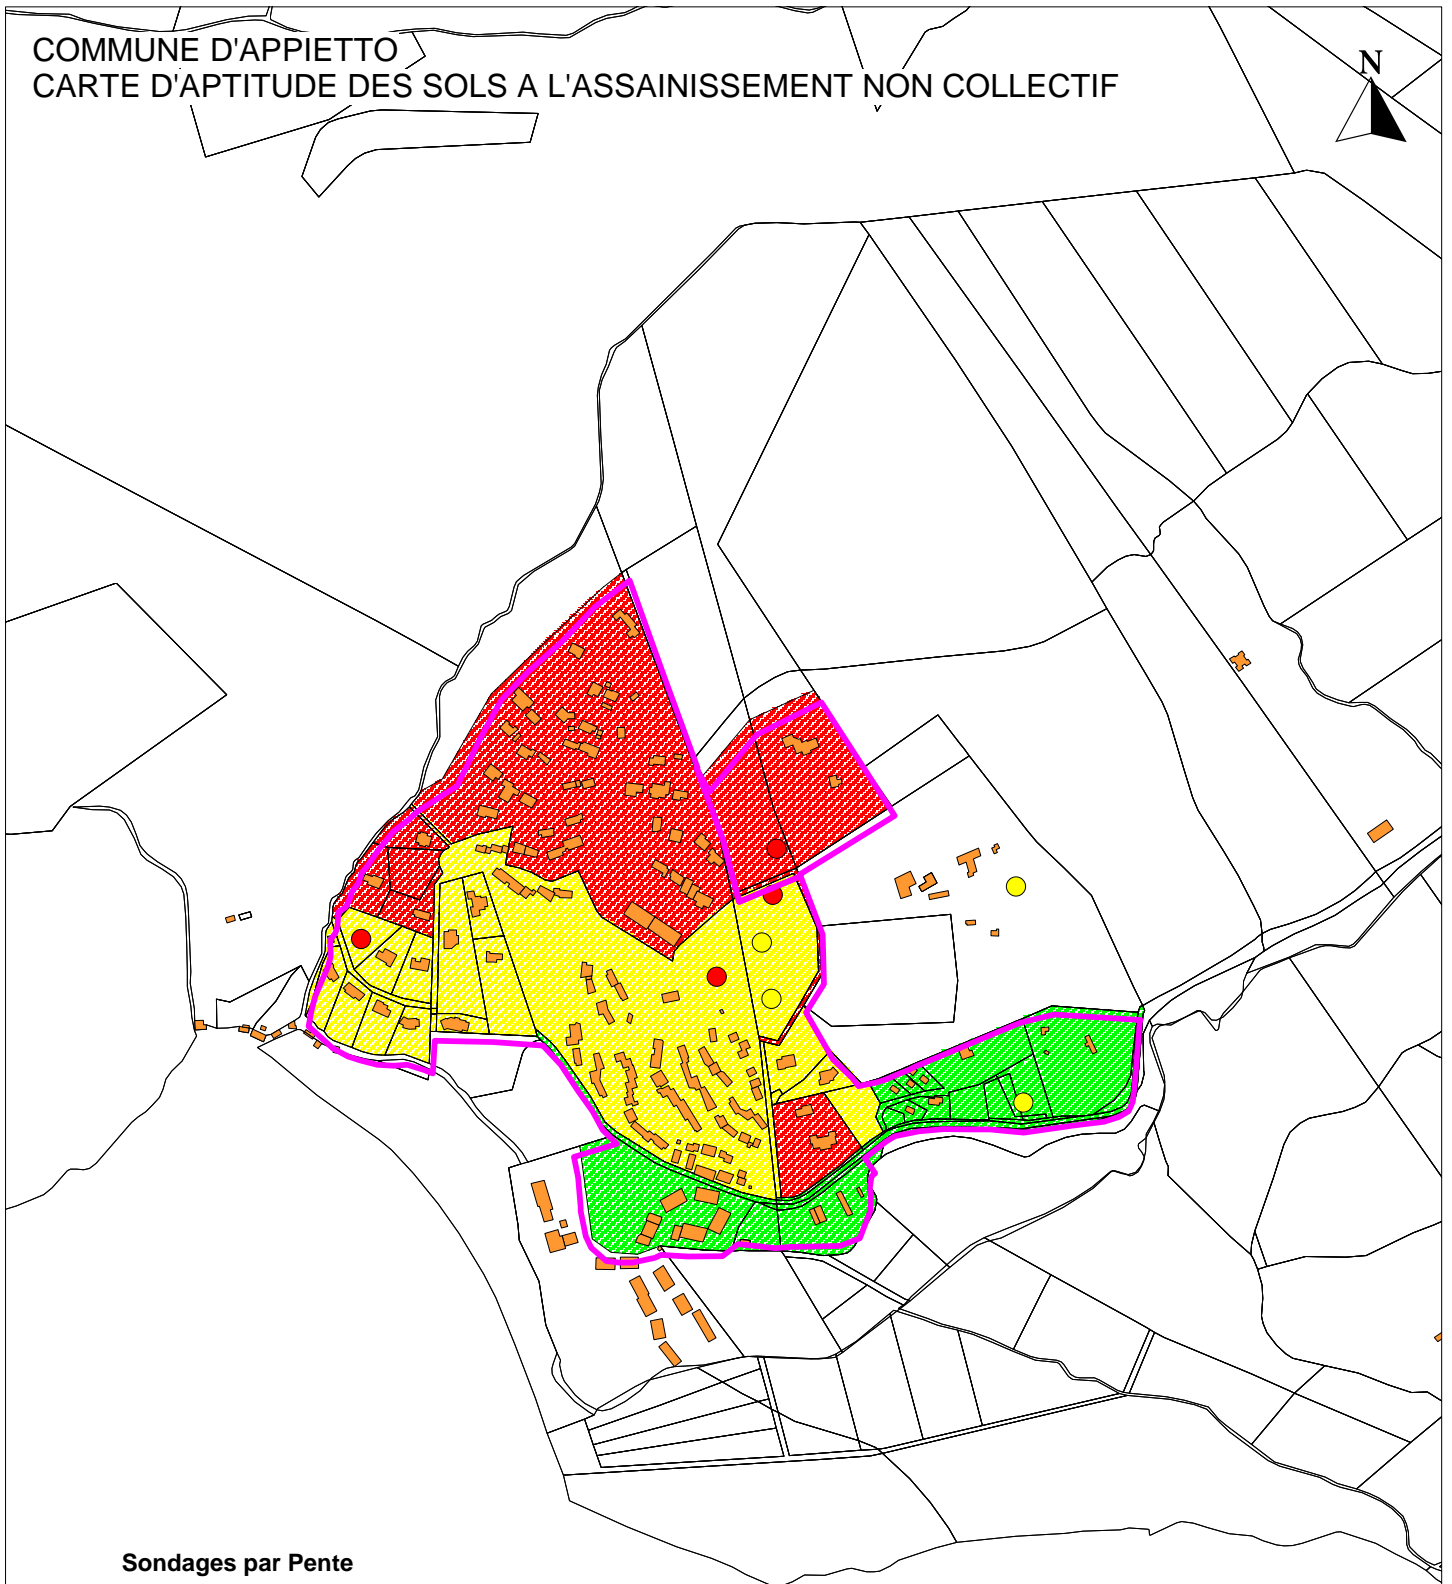 COMMUNE D'APPIETTO
CARTE D'APTITUDE DES SOLS A L'ASSAINISSEMENT NON COLLECTIF
N
Sondages par Pente